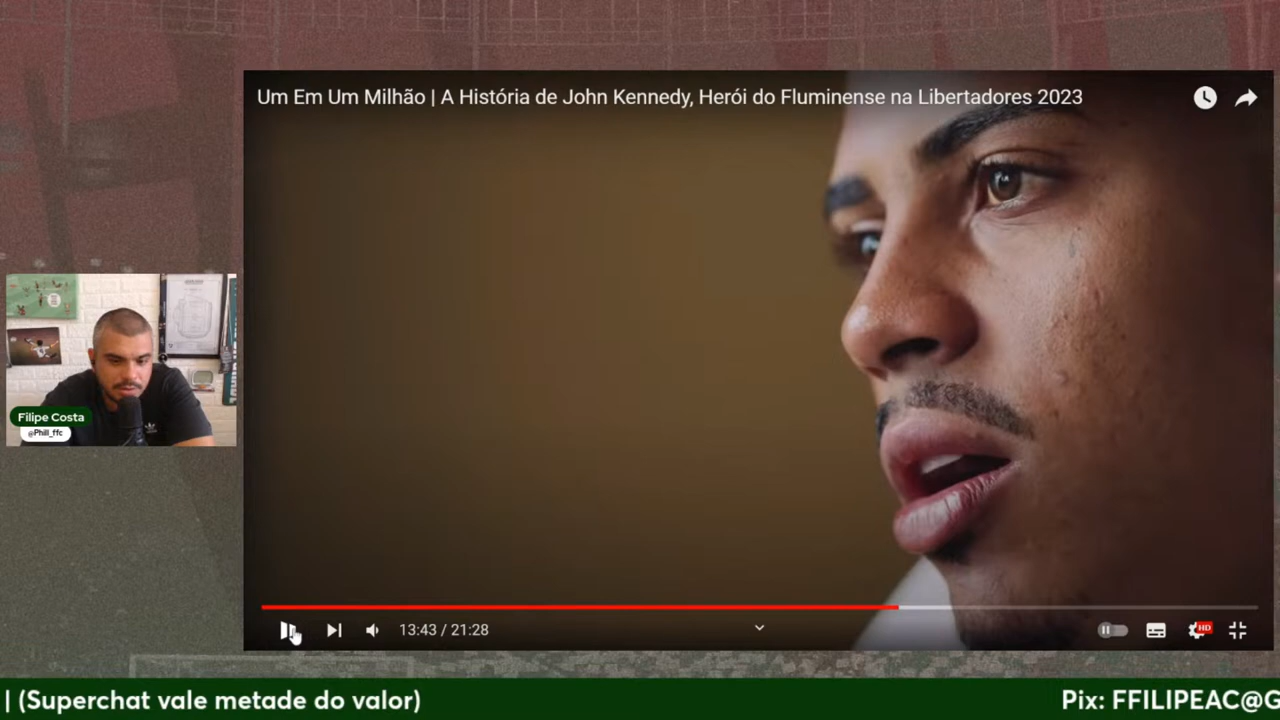 Um Em Um Milhão | A História de John Kennedy, Herói do Fluminense na Libertadores 2023
Filipe Costa
@Phill_ffc
13:43 / 21:28
HD
| (Superchat vale metade do valor)
Pix: FFILIPEAC@G